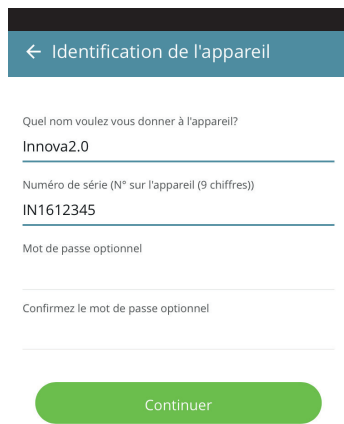 Identification de l'appareil
Quel nom voulez vous donner à l'appareil?
Innova2.0
Numéro de série (N° sur l'appareil (9 chiffres))
IN1612345
Mot de passe optionnel
Confirmez le mot de passe optionnel
Continuer